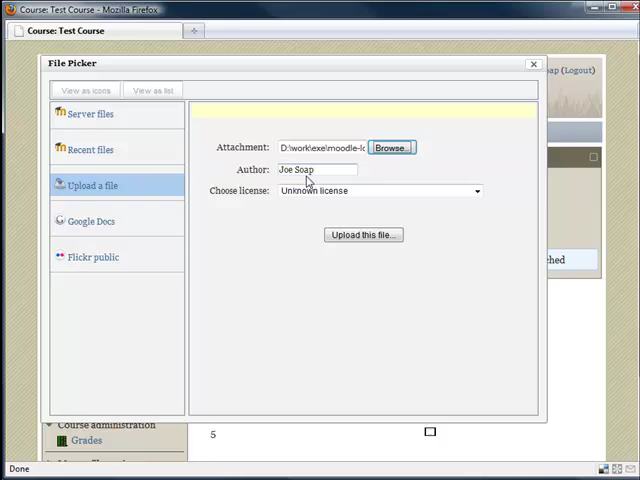 Course: Test Course - Mozilla Firefox
Course: Test Course
File Picker
ap (Logout)
View as icons
View as list
Server files
Recent files
Upload a file
Google Docs
Flickr public
Attachment:
D:\work\exe\moodle-lo
Browse...
Author:
Joe Soap
Choose license:
Unknown license
Upload this file...
ched
Course administration
Grades
5
Done